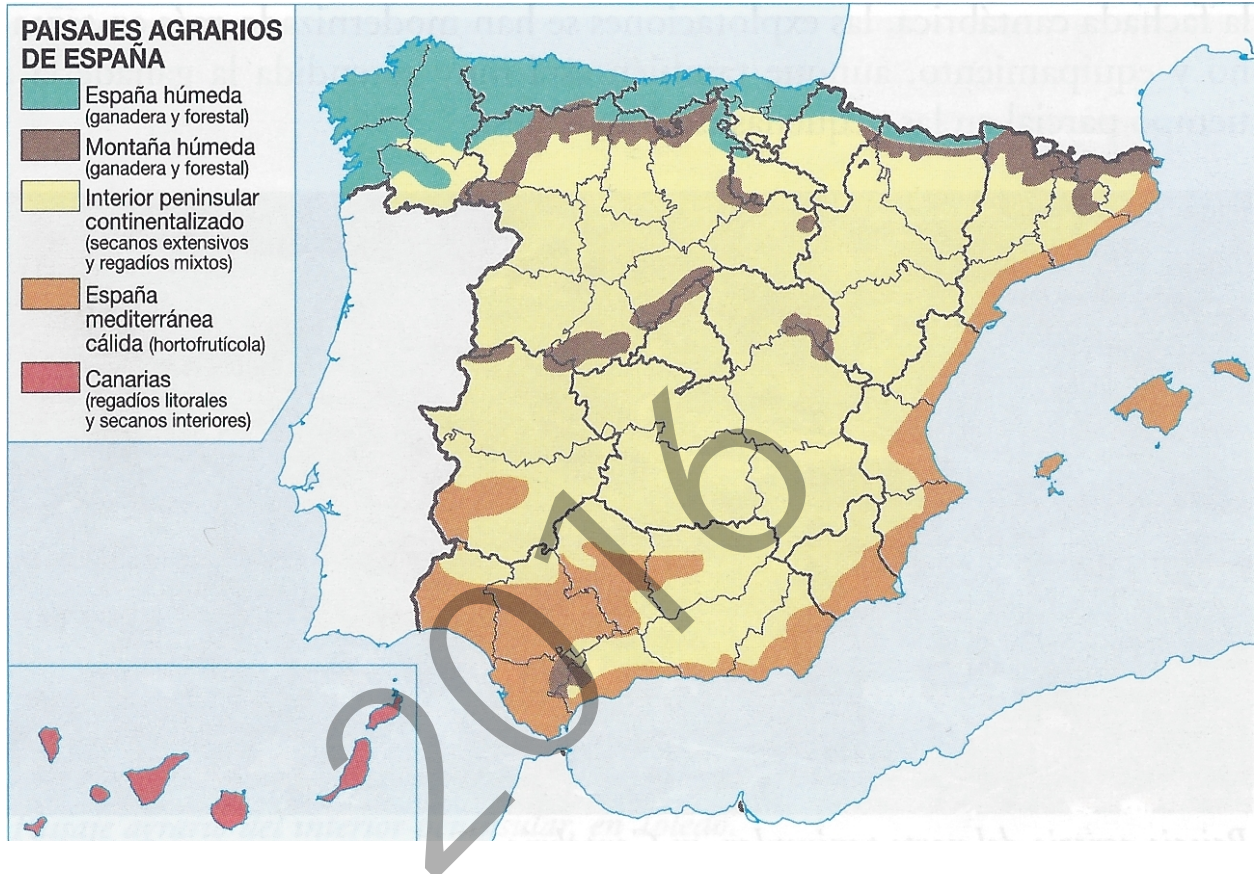 PAISAJES AGRARIOS
DE ESPAÑA
España húmeda
(ganadera y forestal)
Montaña húmeda
(ganadera y forestal)
Interior peninsular
continentalizado
(secanos extensivos
y regadíos mixtos)
España
mediterránea
cálida (hortofrutícola)
Canarias
(regadíos litorales
y secanos interiores)
2016